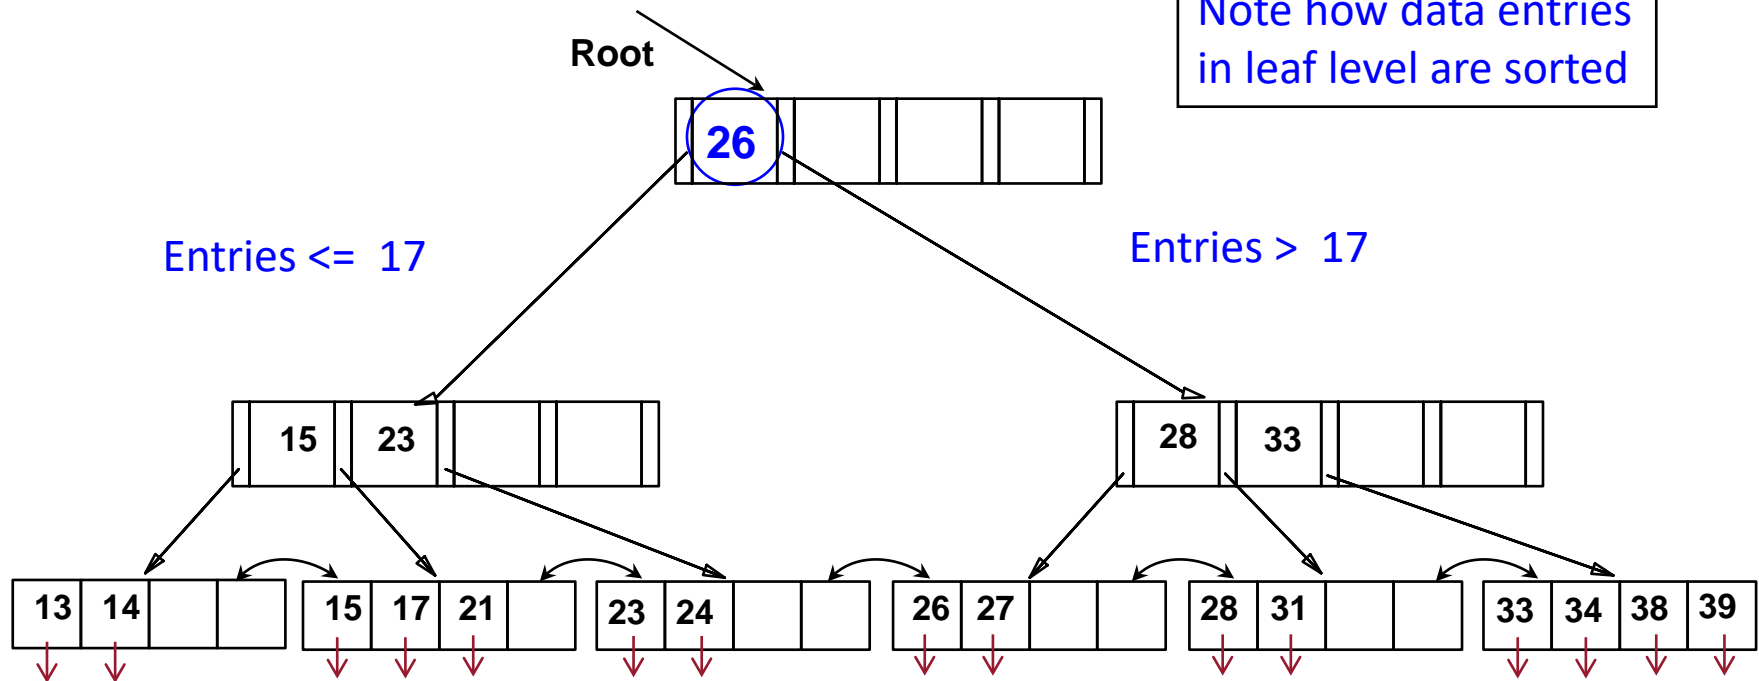 Note how data entries
in leaf level are sorted
Root
26
Entries <= 17
Entries > 17
15 23
28 33
13 14
15 17 21
23 24
26 27
28 31
33 34 38 39